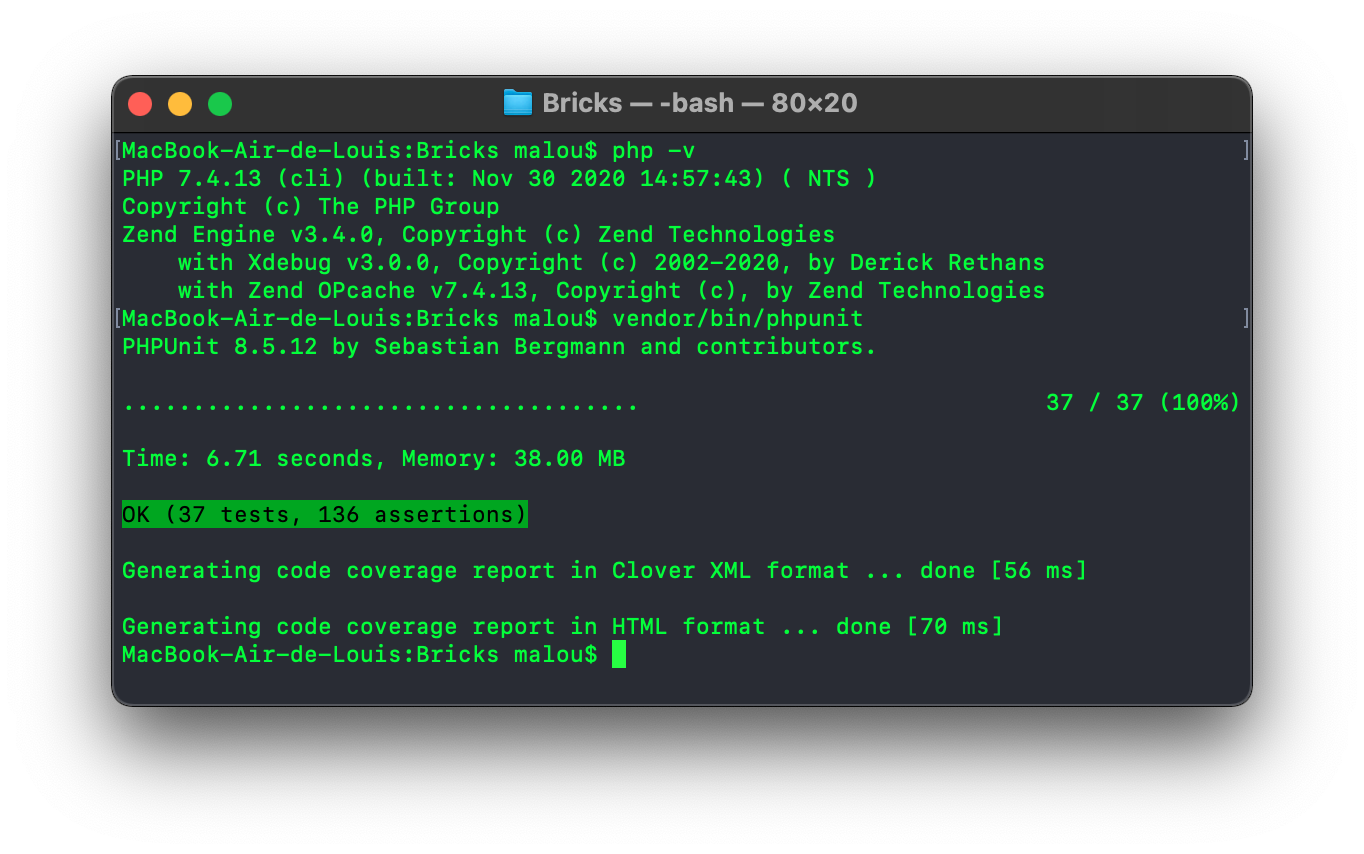 Bricks — -bash — 80×20
[MacBook-Air-de-Louis:Bricks malou$ php -v ]
PHP 7.4.13 (cli) (built: Nov 30 2020 14:57:43) ( NTS )
Copyright (c) The PHP Group
Zend Engine v3.4.0, Copyright (c) Zend Technologies
    with Xdebug v3.0.0, Copyright (c) 2002-2020, by Derick Rethans
    with Zend OPcache v7.4.13, Copyright (c), by Zend Technologies
[MacBook-Air-de-Louis:Bricks malou$ vendor/bin/phpunit ]
PHPUnit 8.5.12 by Sebastian Bergmann and contributors.
..................................... 37 / 37 (100%)
Time: 6.71 seconds, Memory: 38.00 MB
OK (37 tests, 136 assertions)
Generating code coverage report in Clover XML format ... done [56 ms]
Generating code coverage report in HTML format ... done [70 ms]
MacBook-Air-de-Louis:Bricks malou$